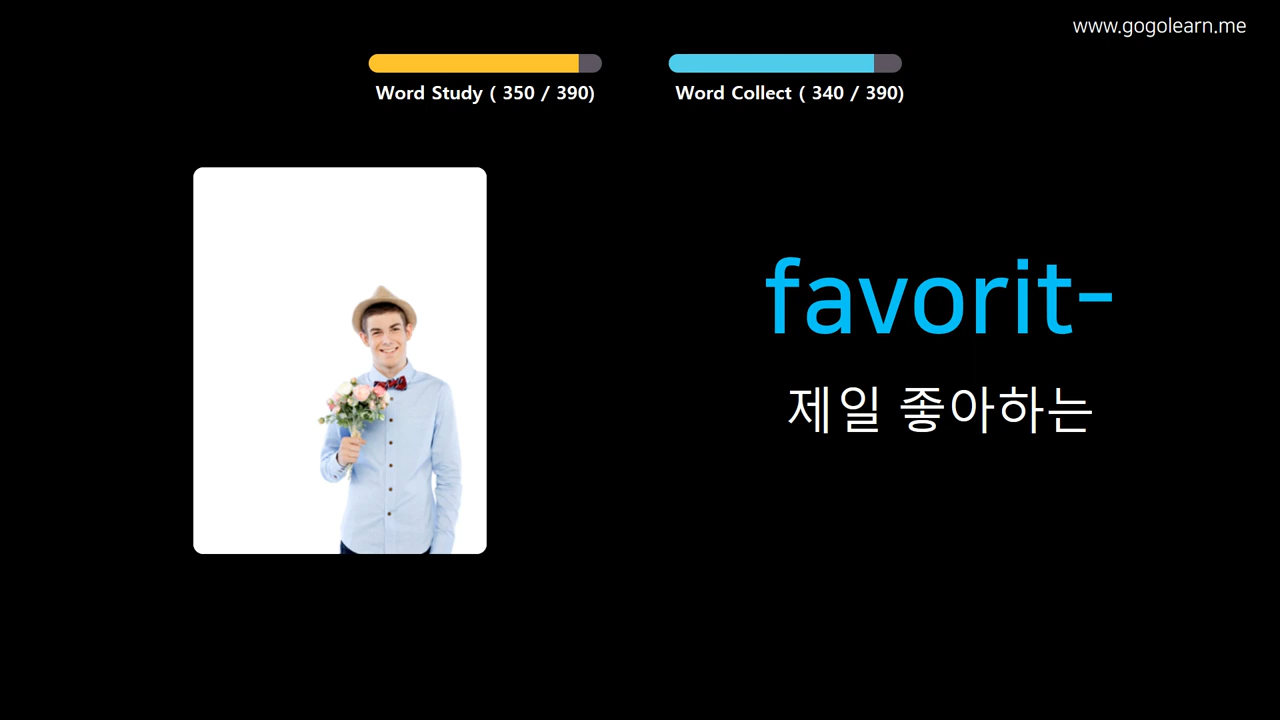 www.gogolearn.me
Word Study ( 350 / 390)
Word Collect ( 340 / 390)
favorit-
제일 좋아하는